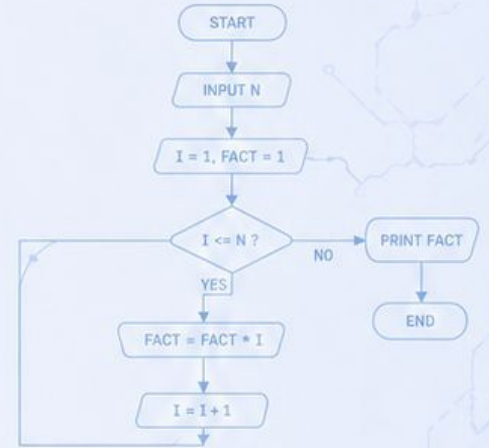 START
INPUT N
I = 1, FACT = 1
I <= N ?
NO
PRINT FACT
YES
END
FACT = FACT * I
I = I + 1